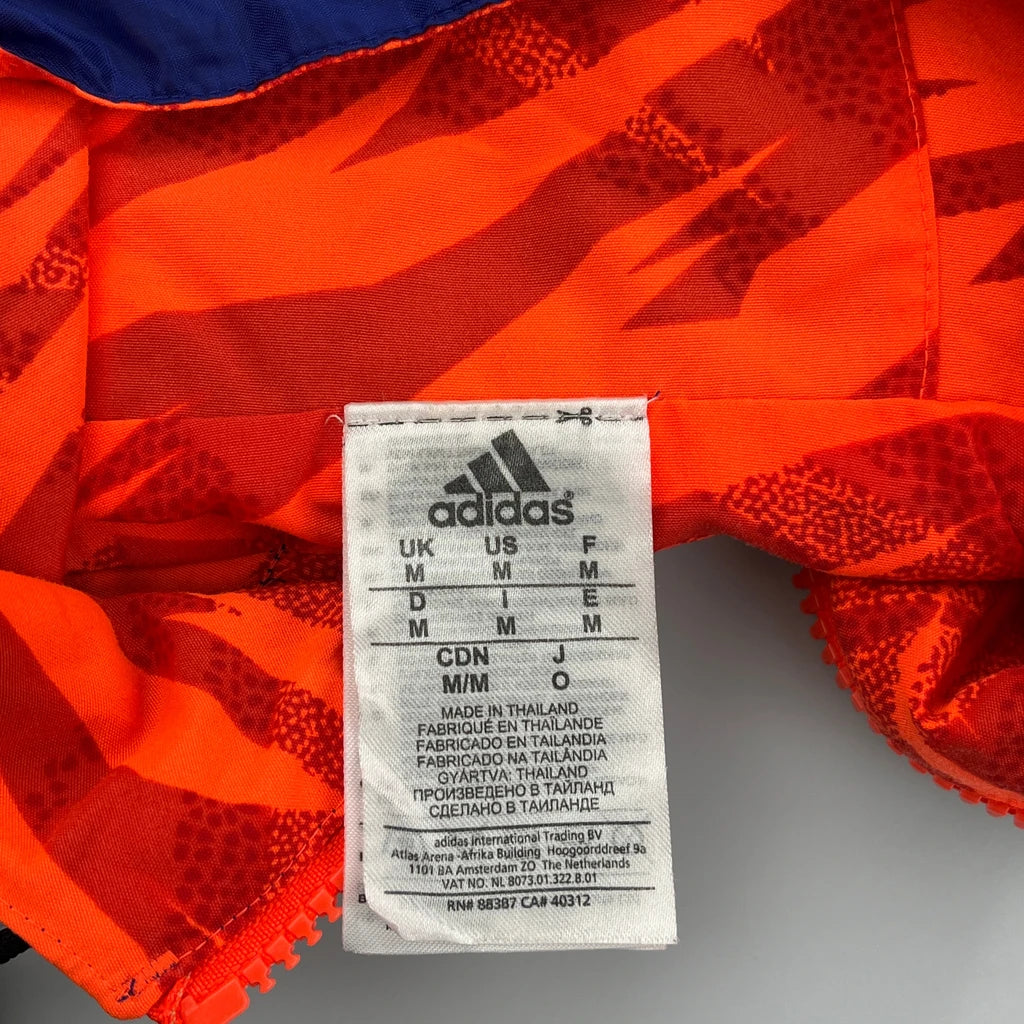 adidas®
UK US F
M M M
D I E
M M M
CDN J
M/M O
MADE IN THAILAND
FABRIQUÉ EN THAÏLANDE
FABRICADO EN TAILANDIA
FABRICADO NA TAILÂNDIA
GYÁRTVA: THAILAND
ПРОИЗВЕДЕНО В ТАЙЛАНД
СДЕЛАНО В ТАИЛАНДЕ
adidas International Trading BV
Atlas Arena -Afrika Building Hoogoorddreef 9a
1101 BA Amsterdam ZO The Netherlands
VAT NO: NL 8073.01.322.B.01
RN# 88387 CA# 40312